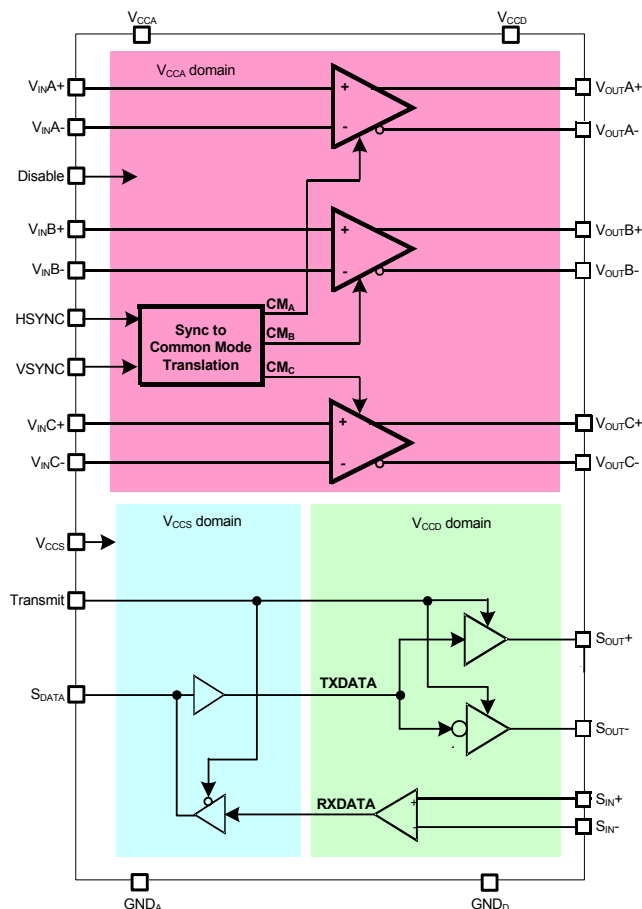 VCCA
VCCD
VCCA domain
VINA+
VOUTA+
+
VINA-
VOUTA-
-
Disable
VINB+
VOUTB+
+
VINB-
VOUTB-
-
HSYNC
CMA
Sync to
Common Mode
Translation
CMB
VSYNC
CMC
VINC+
VOUTC+
+
VINC-
VOUTC-
-
VCCS domain
VCCD domain
VCCS
Transmit
SOUT+
SDATA
TXDATA
SOUT-
RXDATA
+
SIN+
-
SIN-
GNDA
GNDD